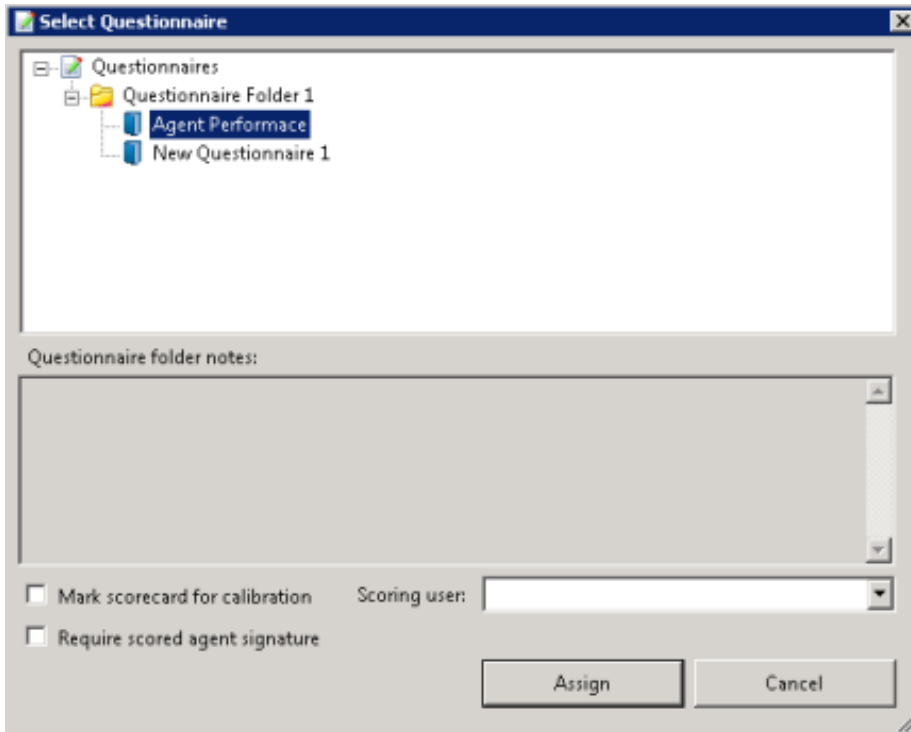 Select Questionnaire
Questionnaires
Questionnaire Folder 1
Agent Performace
New Questionnaire 1
Questionnaire folder notes:
Mark scorecard for calibration Scoring user:
Require scored agent signature
Assign Cancel